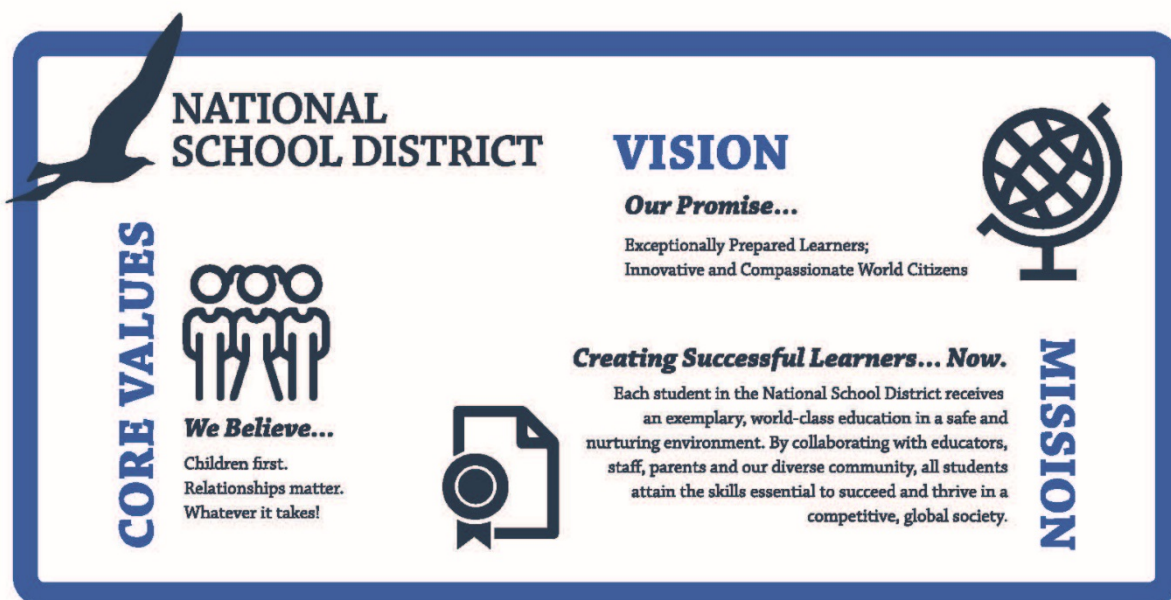 NATIONAL
SCHOOL DISTRICT
VISION
Our Promise...
Exceptionally Prepared Learners;
Innovative and Compassionate World Citizens
CORE VALUES
We Believe...
Children first.
Relationships matter.
Whatever it takes!
MISSION
Creating Successful Learners... Now.
Each student in the National School District receives
an exemplary, world-class education in a safe and
nurturing environment. By collaborating with educators,
staff, parents and our diverse community, all students
attain the skills essential to succeed and thrive in a
competitive, global society.